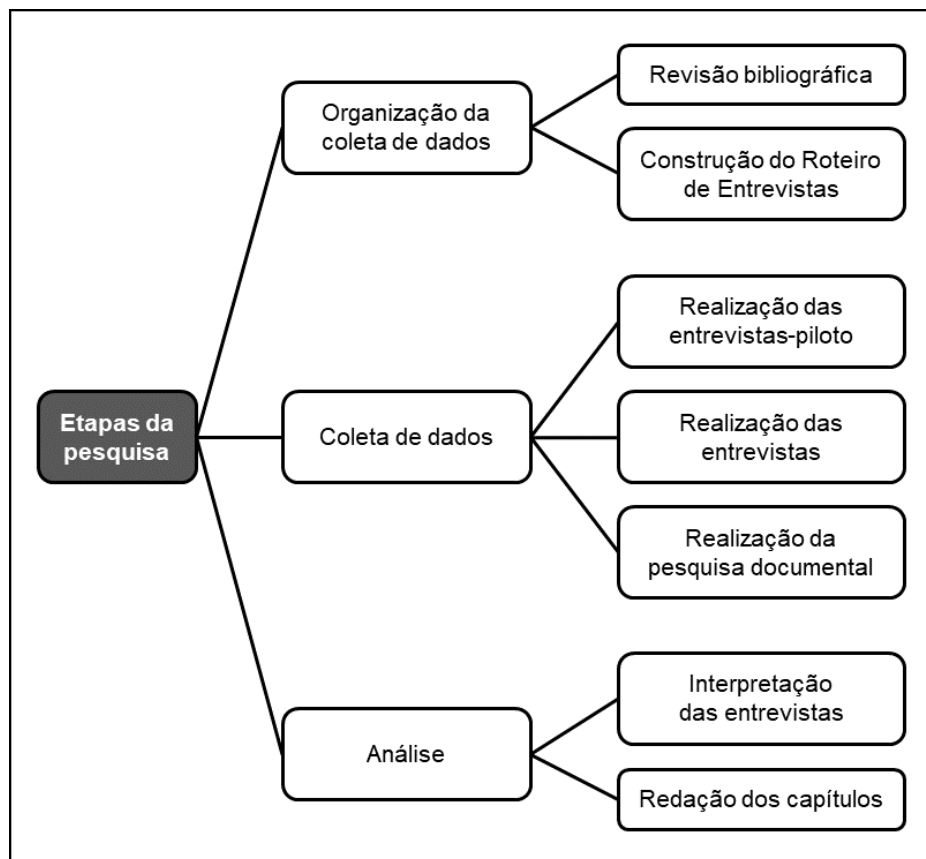 Etapas da
pesquisa
Organização da
coleta de dados
Revisão bibliográfica
Construção do Roteiro
de Entrevistas
Coleta de dados
Realização das
entrevistas-piloto
Realização das
entrevistas
Realização da
pesquisa documental
Análise
Interpretação
das entrevistas
Redação dos capítulos